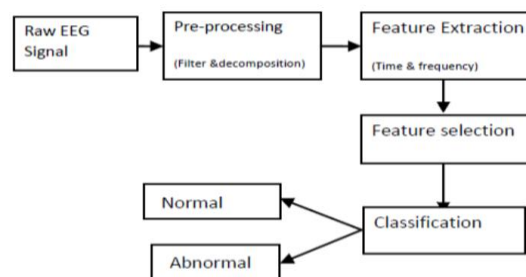 Raw EEG
Signal
Pre-processing
(Filter &decomposition)
Feature Extraction
(Time & frequency)
Feature selection
Classification
Normal
Abnormal